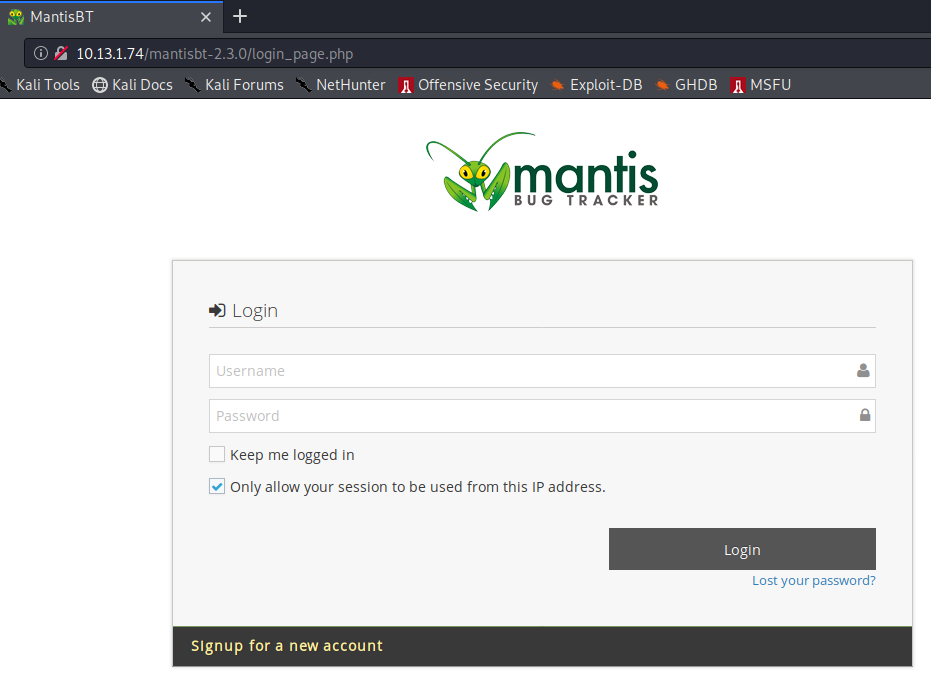 MantisBT
10.13.1.74/mantisbt-2.3.0/login_page.php
Kali Tools Kali Docs Kali Forums NetHunter Offensive Security Exploit-DB GHDB MSFU
mantis
BUG TRACKER
Login
Username
Password
Keep me logged in
Only allow your session to be used from this IP address.
Login
Lost your password?
Signup for a new account